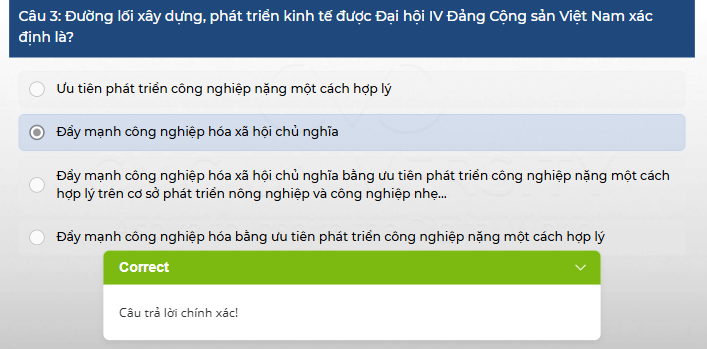 Câu 3: Đường lối xây dựng, phát triển kinh tế được Đại hội IV Đảng Cộng sản Việt Nam xác
định là?
Ưu tiên phát triển công nghiệp nặng một cách hợp lý
Đẩy mạnh công nghiệp hóa xã hội chủ nghĩa
Đẩy mạnh công nghiệp hóa xã hội chủ nghĩa bằng ưu tiên phát triển công nghiệp nặng một cách
hợp lý trên cơ sở phát triển nông nghiệp và công nghiệp nhẹ...
Đẩy mạnh công nghiệp hóa bằng ưu tiên phát triển công nghiệp nặng một cách hợp lý
Correct
Câu trả lời chính xác!